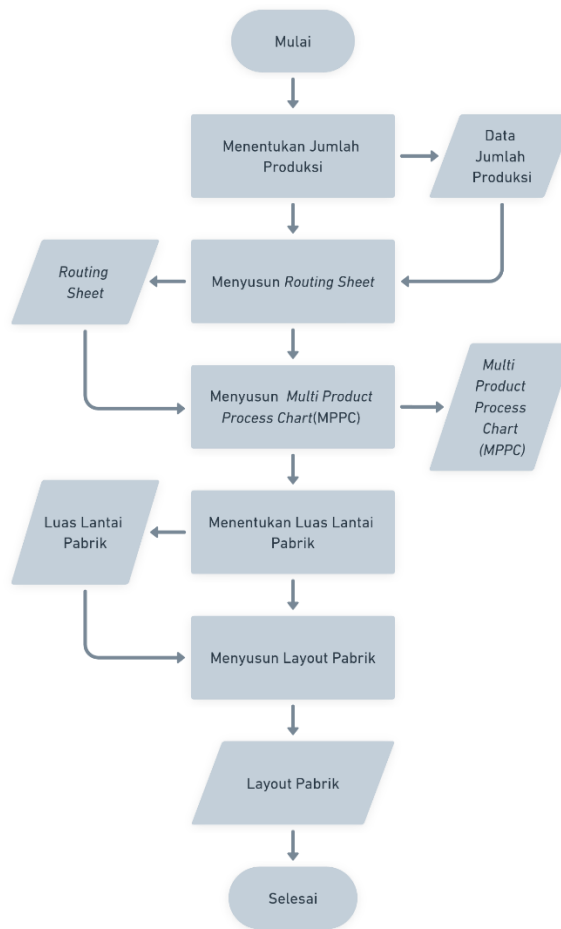 Mulai
Menentukan Jumlah
Produksi
Data
Jumlah
Produksi
Routing
Sheet
Menyusun Routing Sheet
Menyusun Multi Product
Process Chart(MPPC)
Multi
Product
Process
Chart
(MPPC)
Luas Lantai
Pabrik
Menentukan Luas Lantai
Pabrik
Menyusun Layout Pabrik
Layout Pabrik
Selesai